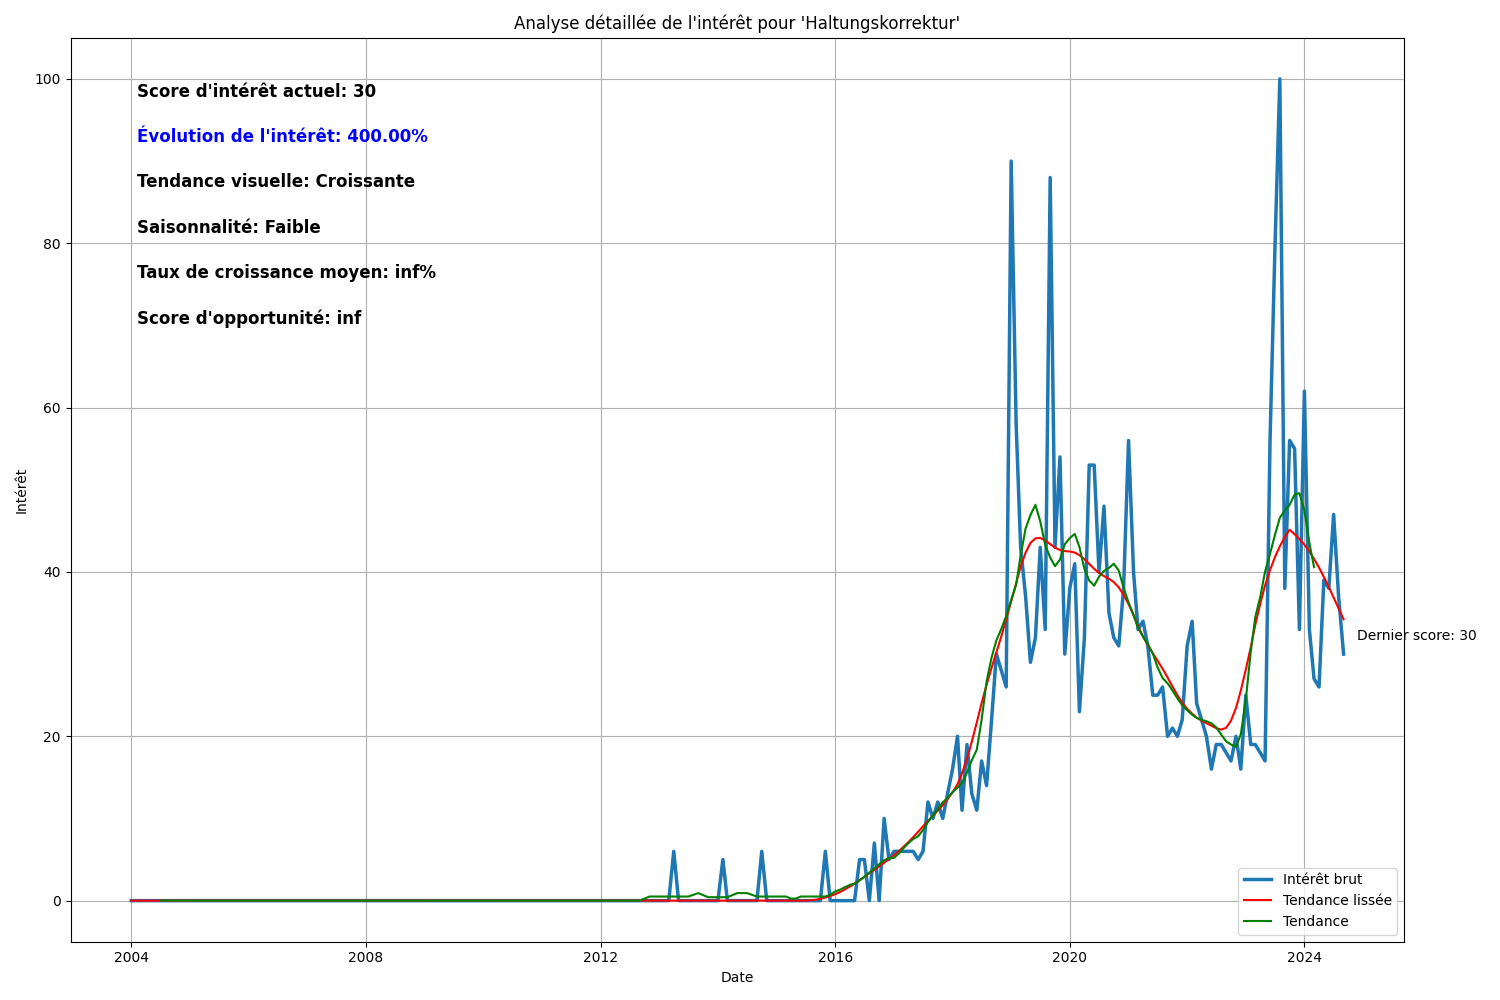 Analyse détaillée de l'intérêt pour 'Haltungskorrektur'
100
80
60
40
20
0
Intérêt
Score d'intérêt actuel: 30
Évolution de l'intérêt: 400.00%
Tendance visuelle: Croissante
Saisonnalité: Faible
Taux de croissance moyen: inf%
Score d'opportunité: inf
Dernier score: 30
Intérêt brut
Tendance lissée
Tendance
2004 2008 2012 2016 2020 2024
Date